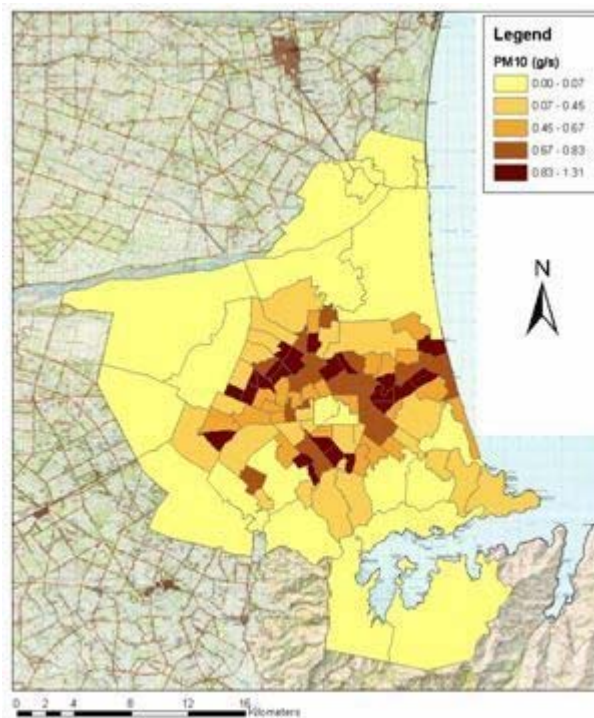 Legend
PM10 (g/s)
0.00 - 0.07
0.07 - 0.45
0.45 - 0.67
0.67 - 0.83
0.83 - 1.31
N
0 2 4 8 12 16
Kilometers